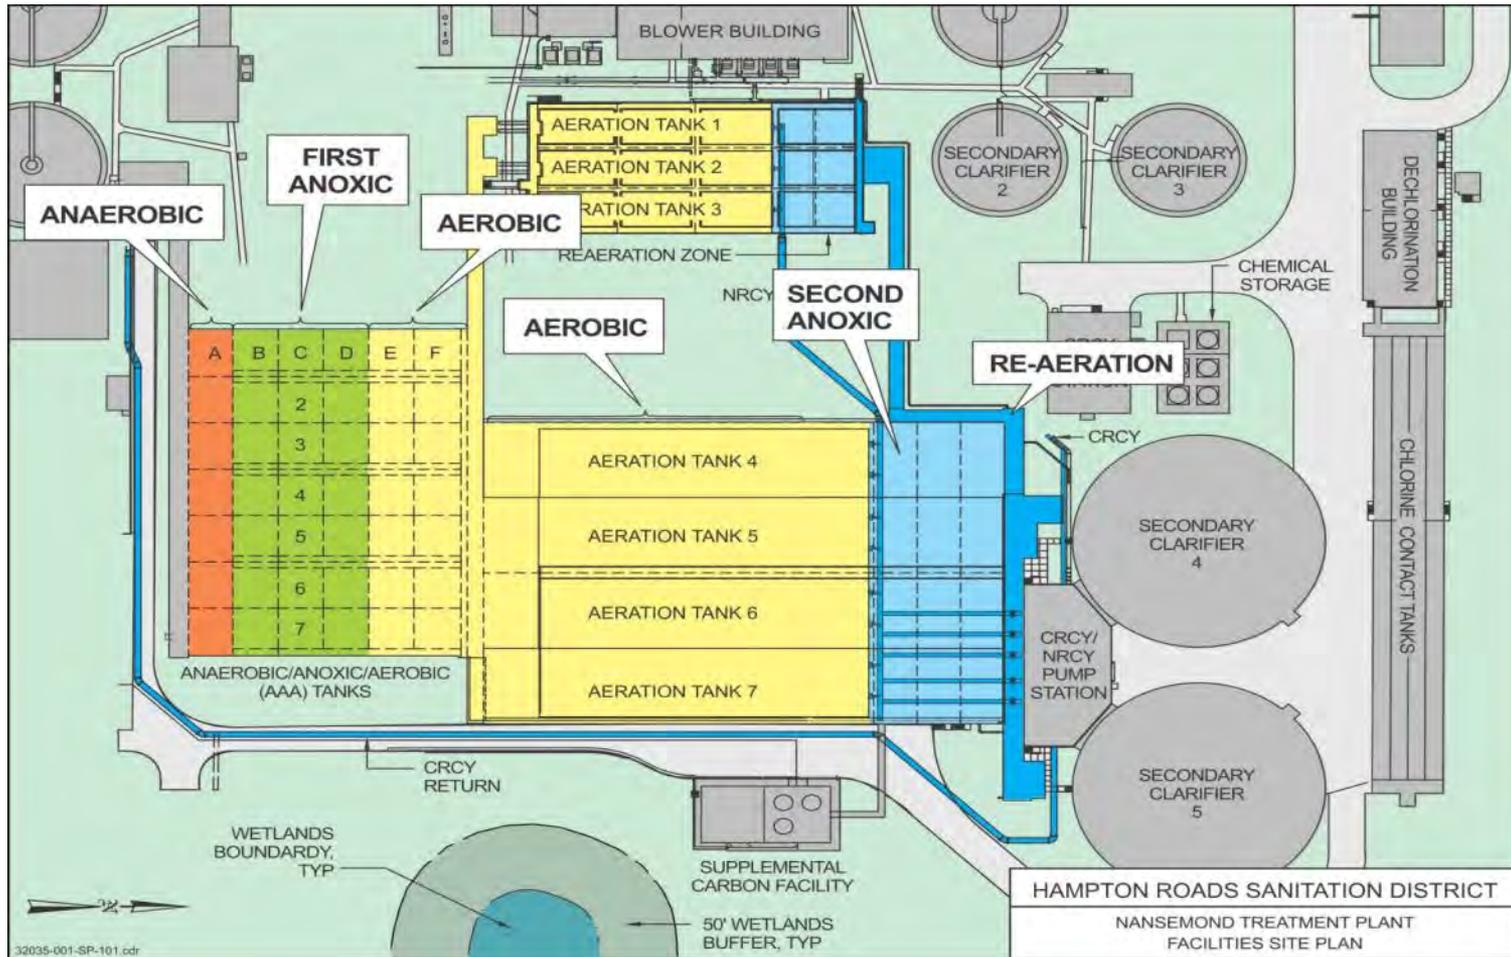 BLOWER BUILDING
AERATION TANK 1
AERATION TANK 2
RATION TANK 3
REAERATION ZONE
NRCY
FIRST
ANOXIC
ANAEROBIC
AEROBIC
AEROBIC
SECOND
ANOXIC
RE-AERATION
SECONDARY
CLARIFIER
2
SECONDARY
CLARIFIER
3
DECHLORINATION
BUILDING
CHEMICAL
STORAGE
CRCY
A B C D E F
2
3
4
5
6
7
ANAEROBIC/ANOXIC/AEROBIC
(AAA) TANKS
AERATION TANK 4
AERATION TANK 5
AERATION TANK 6
AERATION TANK 7
SECONDARY
CLARIFIER
4
CRCY/
NRCY
PUMP
STATION
SECONDARY
CLARIFIER
5
CHLORINE CONTACT TANKS
CRCY
RETURN
WETLANDS
BOUNDARDY,
TYP
SUPPLEMENTAL
CARBON FACILITY
50' WETLANDS
BUFFER, TYP
HAMPTON ROADS SANITATION DISTRICT
NANSEMOND TREATMENT PLANT
FACILITIES SITE PLAN
32035-001-SP-101.cdr